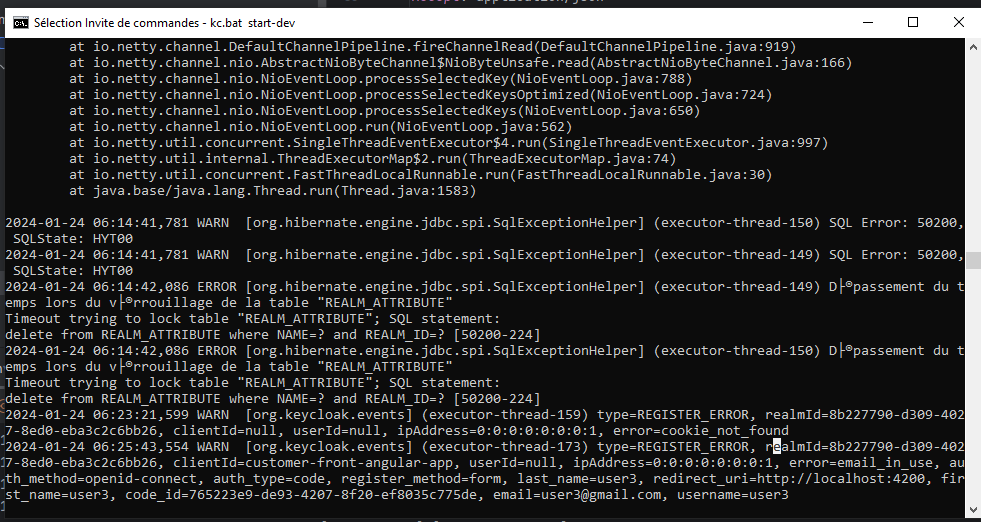 Sélection Invite de commandes - kc.bat  start-dev
at io.netty.channel.DefaultChannelPipeline.fireChannelRead(DefaultChannelPipeline.java:919)
at io.netty.channel.nio.AbstractNioByteChannel$NioByteUnsafe.read(AbstractNioByteChannel.java:166)
at io.netty.channel.nio.NioEventLoop.processSelectedKey(NioEventLoop.java:788)
at io.netty.channel.nio.NioEventLoop.processSelectedKeysOptimized(NioEventLoop.java:724)
at io.netty.channel.nio.NioEventLoop.processSelectedKeys(NioEventLoop.java:650)
at io.netty.channel.nio.NioEventLoop.run(NioEventLoop.java:562)
at io.netty.util.concurrent.SingleThreadEventExecutor$4.run(SingleThreadEventExecutor.java:997)
at io.netty.util.internal.ThreadExecutorMap$2.run(ThreadExecutorMap.java:74)
at io.netty.util.concurrent.FastThreadLocalRunnable.run(FastThreadLocalRunnable.java:30)
at java.base/java.lang.Thread.run(Thread.java:1583)
2024-01-24 06:14:41,781 WARN  [org.hibernate.engine.jdbc.spi.SqlExceptionHelper] (executor-thread-150) SQL Error: 50200,
SQLState: HYT00
2024-01-24 06:14:41,781 WARN  [org.hibernate.engine.jdbc.spi.SqlExceptionHelper] (executor-thread-149) SQL Error: 50200,
SQLState: HYT00
2024-01-24 06:14:42,086 ERROR [org.hibernate.engine.jdbc.spi.SqlExceptionHelper] (executor-thread-149) D├®passement du t
emps lors du v├®rrouillage de la table "REALM_ATTRIBUTE"
Timeout trying to lock table "REALM_ATTRIBUTE"; SQL statement:
delete from REALM_ATTRIBUTE where NAME=? and REALM_ID=? [50200-224]
2024-01-24 06:14:42,086 ERROR [org.hibernate.engine.jdbc.spi.SqlExceptionHelper] (executor-thread-150) D├®passement du t
emps lors du v├®rrouillage de la table "REALM_ATTRIBUTE"
Timeout trying to lock table "REALM_ATTRIBUTE"; SQL statement:
delete from REALM_ATTRIBUTE where NAME=? and REALM_ID=? [50200-224]
2024-01-24 06:23:21,599 WARN  [org.keycloak.events] (executor-thread-159) type=REGISTER_ERROR, realmId=8b227790-d309-402
7-8ed0-eba3c2c6bb26, clientId=null, userId=null, ipAddress=0:0:0:0:0:0:0:1, error=cookie_not_found
2024-01-24 06:25:43,554 WARN  [org.keycloak.events] (executor-thread-173) type=REGISTER_ERROR, realmId=8b227790-d309-402
7-8ed0-eba3c2c6bb26, clientId=customer-front-angular-app, userId=null, ipAddress=0:0:0:0:0:0:0:1, error=email_in_use, au
th_method=openid-connect, auth_type=code, register_method=form, last_name=user3, redirect_uri=http://localhost:4200, fir
st_name=user3, code_id=765223e9-de93-4207-8f20-ef8035c775de, email=user3@gmail.com, username=user3